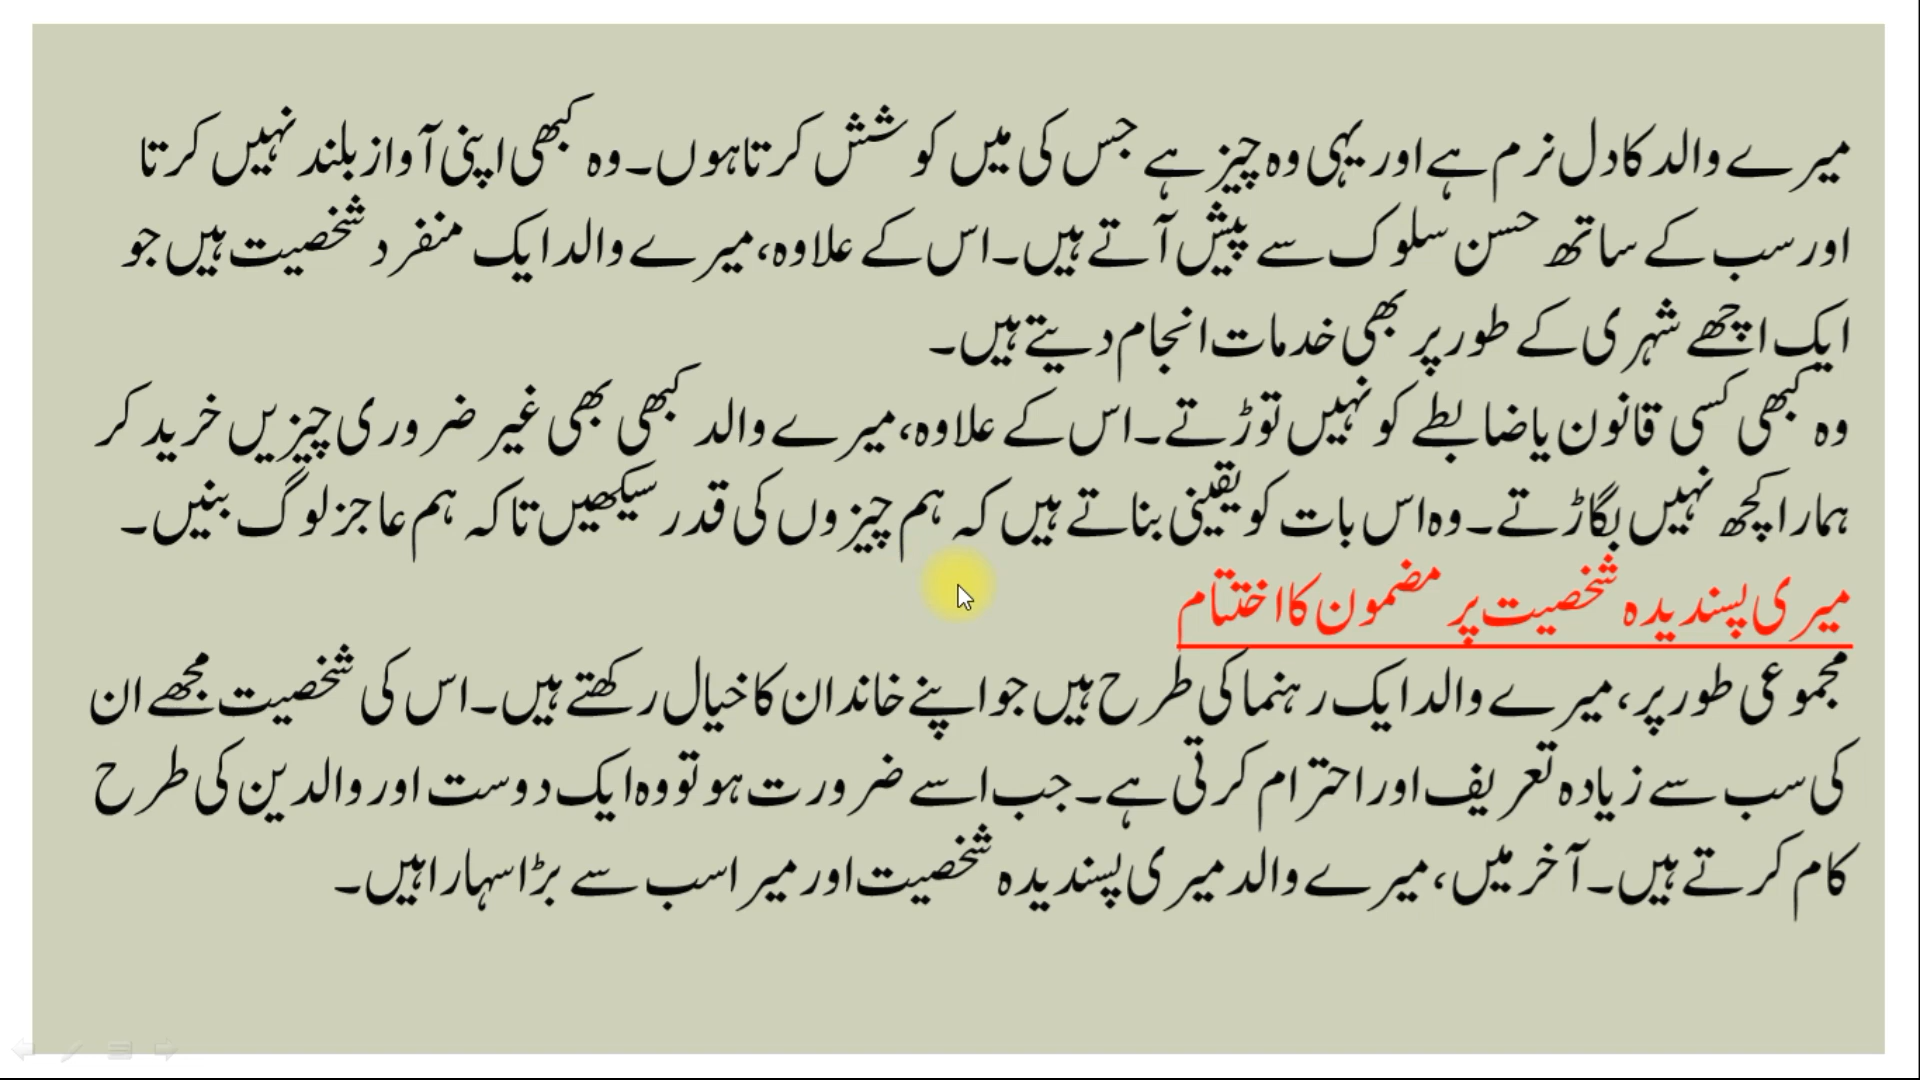 میرے والد کا دل نرم ہے اور یہی وہ چیز ہے جس کی میں کوشش کرتا ہوں۔ وہ کبھی اپنی آواز بلند نہیں کرتا
اور سب کے ساتھ حسن سلوک سے پیش آتے ہیں۔ اس کے علاوہ، میرے والد ایک منفرد شخصیت ہیں جو
ایک اچھے شہری کے طور پر بھی خدمات انجام دیتے ہیں۔
وہ کبھی کسی قانون یا ضابطے کو نہیں توڑتے۔ اس کے علاوہ، میرے والد کبھی بھی غیر ضروری چیزیں خرید کر
ہمارا کچھ نہیں بگاڑتے۔ وہ اس بات کو یقینی بناتے ہیں کہ ہم چیزوں کی قدر سیکھیں تاکہ ہم عاجز لوگ بنیں۔
میری پسندیدہ شخصیت پر مضمون کا اختتام
مجموعی طور پر، میرے والد ایک رہنما کی طرح ہیں جو اپنے خاندان کا خیال رکھتے ہیں۔ اس کی شخصیت مجھے ان
کی سب سے زیادہ تعریف اور احترام کرتی ہے۔ جب اسے ضرورت ہو تو وہ ایک دوست اور والدین کی طرح
کام کرتے ہیں۔ آخر میں، میرے والد میری پسندیدہ شخصیت اور میرا سب سے بڑا سہارا ہیں۔